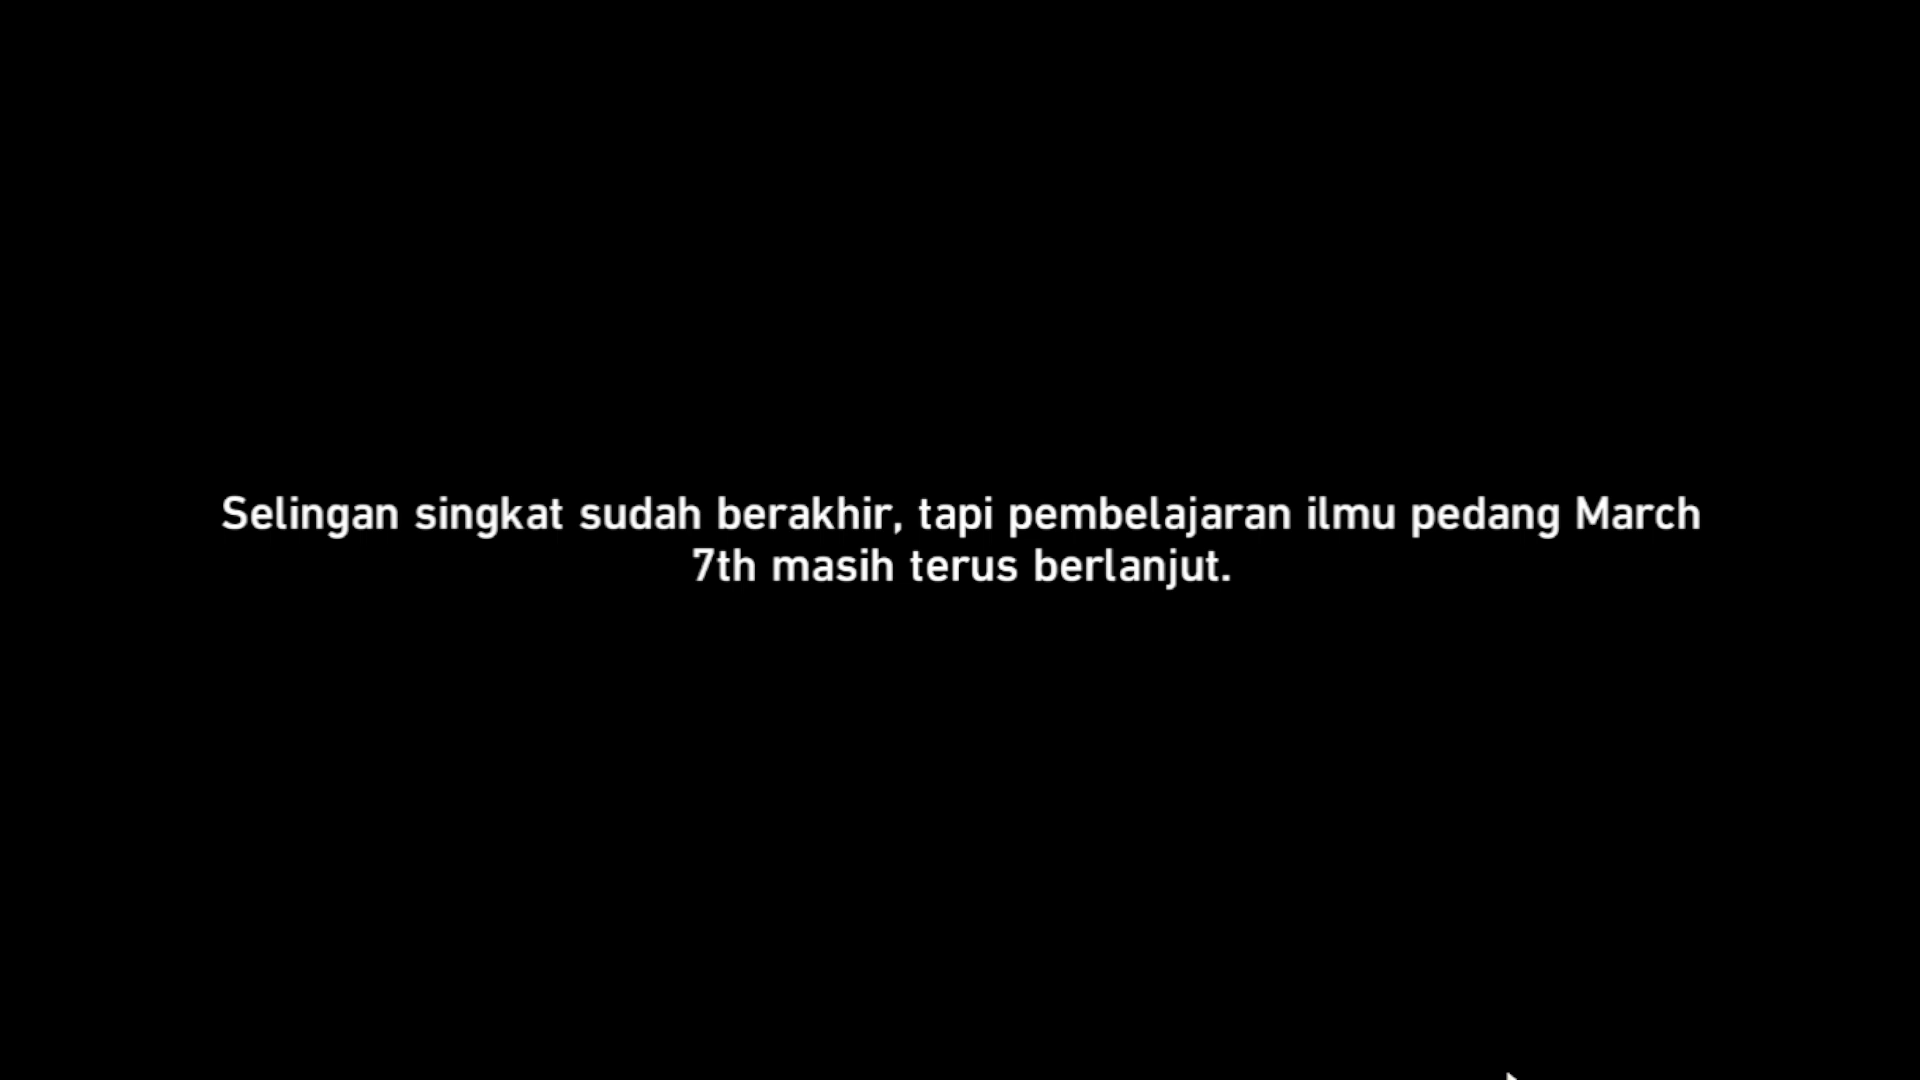 Selingan singkat sudah berakhir, tapi pembelajaran ilmu pedang March
7th masih terus berlanjut.